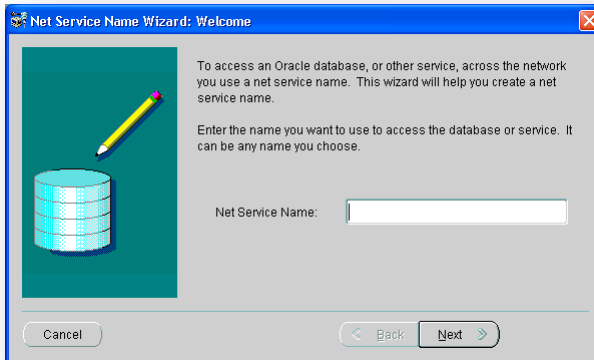 Net Service Name Wizard: Welcome
To access an Oracle database, or other service, across the network
you use a net service name. This wizard will help you create a net
service name.
Enter the name you want to use to access the database or service. It
can be any name you choose.
Net Service Name:
Cancel
Back
Next